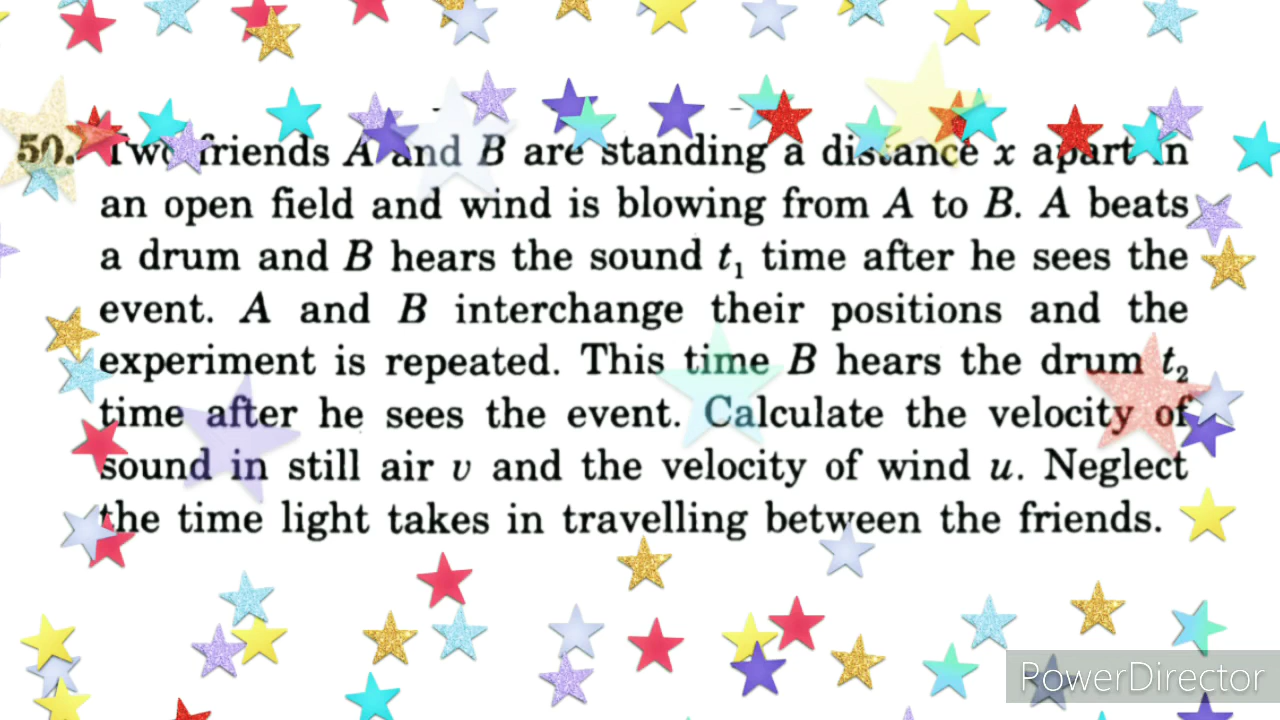 50. Two friends A and B are standing a distance x apart in
an open field and wind is blowing from A to B. A beats
a drum and B hears the sound t₁ time after he sees the
event. A and B interchange their positions and the
experiment is repeated. This time B hears the drum t₂
time after he sees the event. Calculate the velocity of
sound in still air v and the velocity of wind u. Neglect
the time light takes in travelling between the friends.
PowerDirector